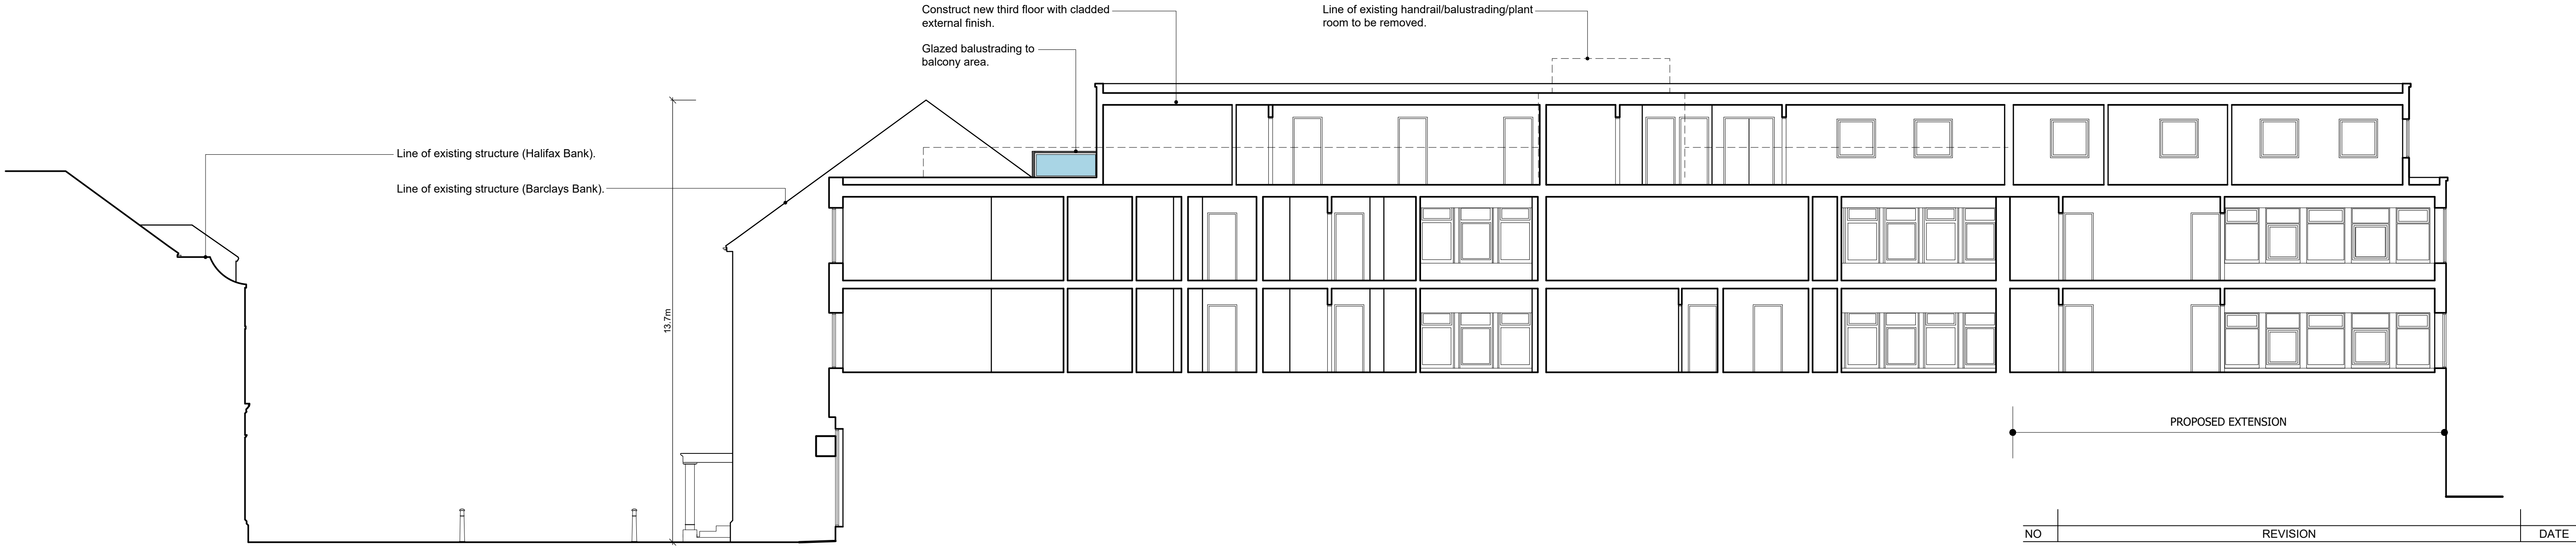 Construct new third floor with cladded
external finish.
Glazed balustrading to
balcony area.
Line of existing handrail/balustrading/plant
room to be removed.
Line of existing structure (Halifax Bank).
Line of existing structure (Barclays Bank).
13.7m
PROPOSED EXTENSION
NO REVISION DATE